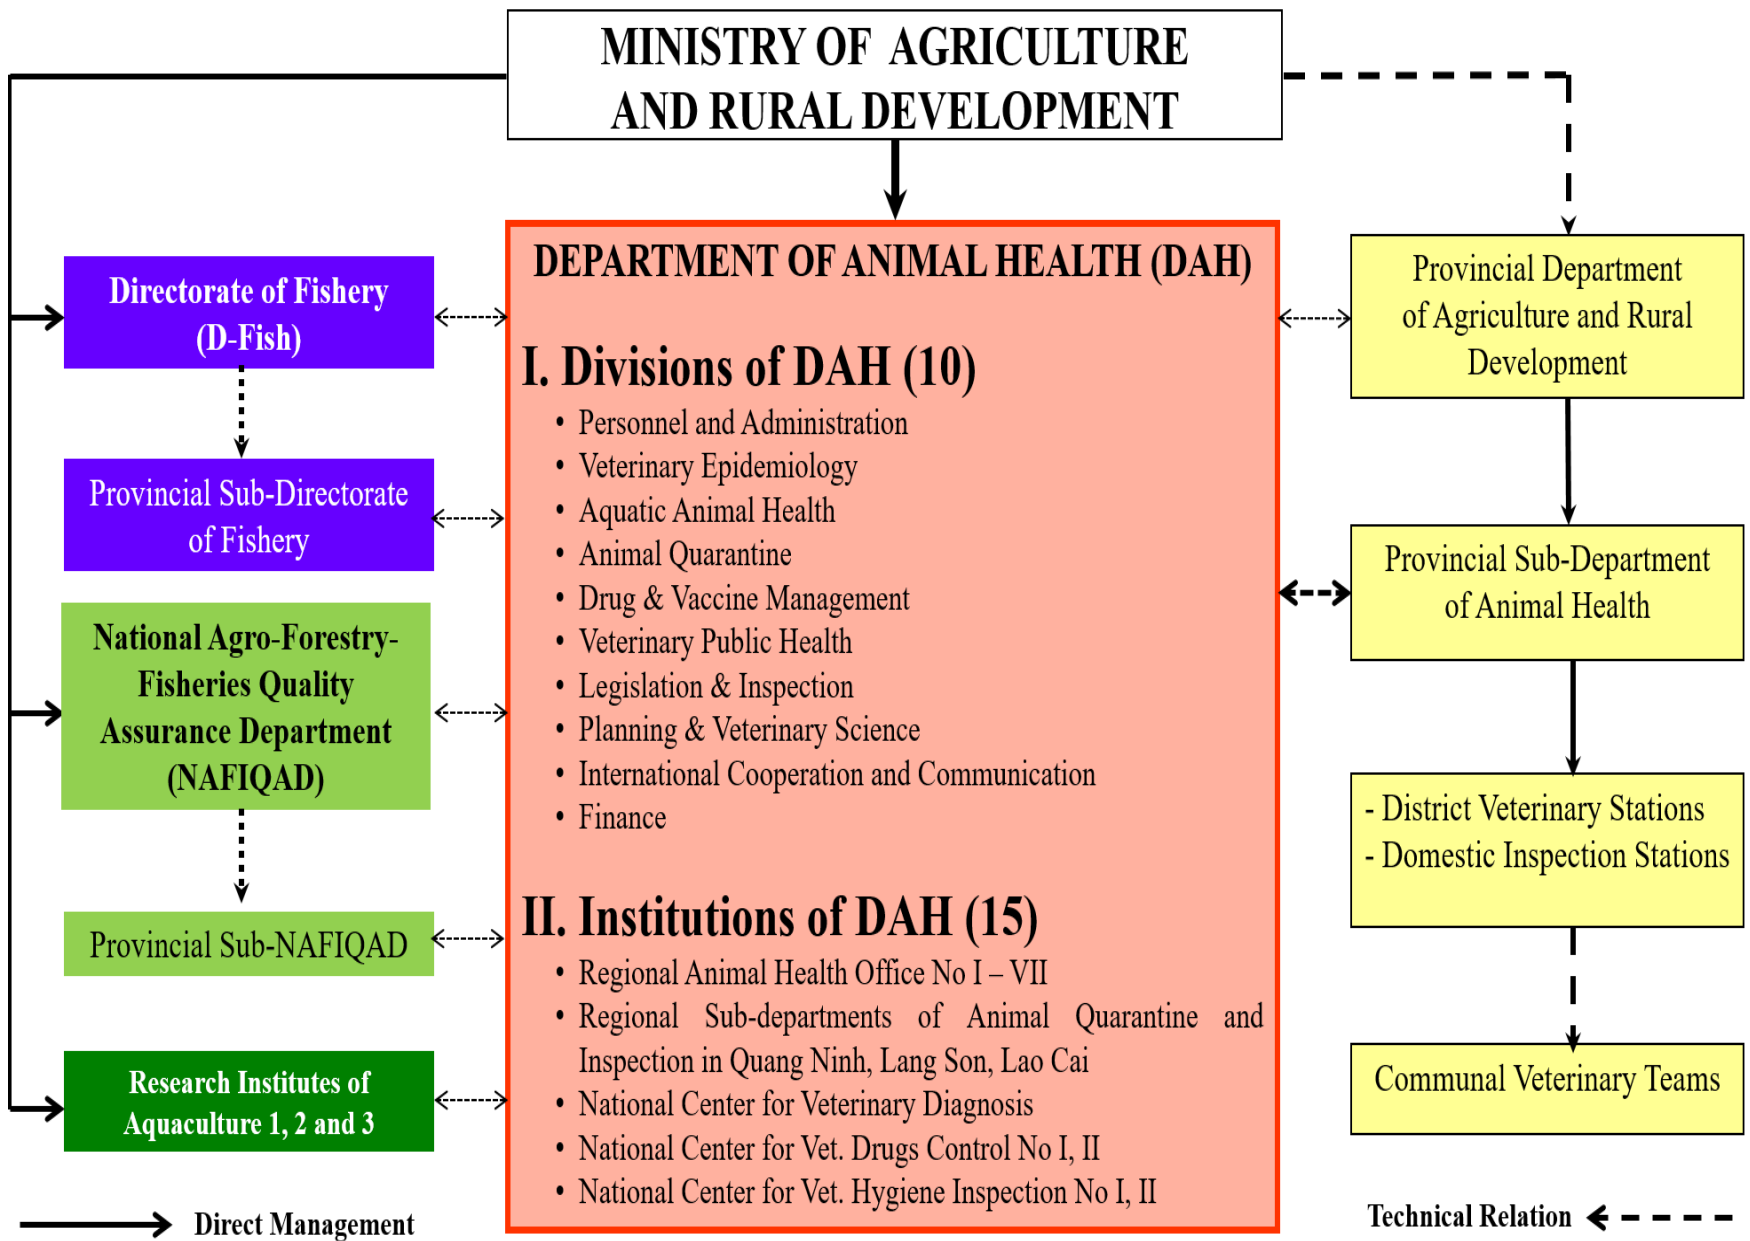 MINISTRY OF AGRICULTURE
AND RURAL DEVELOPMENT
Directorate of Fishery
(D-Fish)
Provincial Sub-Directorate
of Fishery
National Agro-Forestry-
Fisheries Quality
Assurance Department
(NAFIQAD)
Provincial Sub-NAFIQAD
Research Institutes of
Aquaculture 1, 2 and 3
DEPARTMENT OF ANIMAL HEALTH (DAH)
I. Divisions of DAH (10)
• Personnel and Administration
• Veterinary Epidemiology
• Aquatic Animal Health
• Animal Quarantine
• Drug & Vaccine Management
• Veterinary Public Health
• Legislation & Inspection
• Planning & Veterinary Science
• International Cooperation and Communication
• Finance
II. Institutions of DAH (15)
• Regional Animal Health Office No I – VII
• Regional Sub-departments of Animal Quarantine and
Inspection in Quang Ninh, Lang Son, Lao Cai
• National Center for Veterinary Diagnosis
• National Center for Vet. Drugs Control No I, II
• National Center for Vet. Hygiene Inspection No I, II
Provincial Department
of Agriculture and Rural
Development
Provincial Sub-Department
of Animal Health
- District Veterinary Stations
- Domestic Inspection Stations
Communal Veterinary Teams
Direct Management
Technical Relation